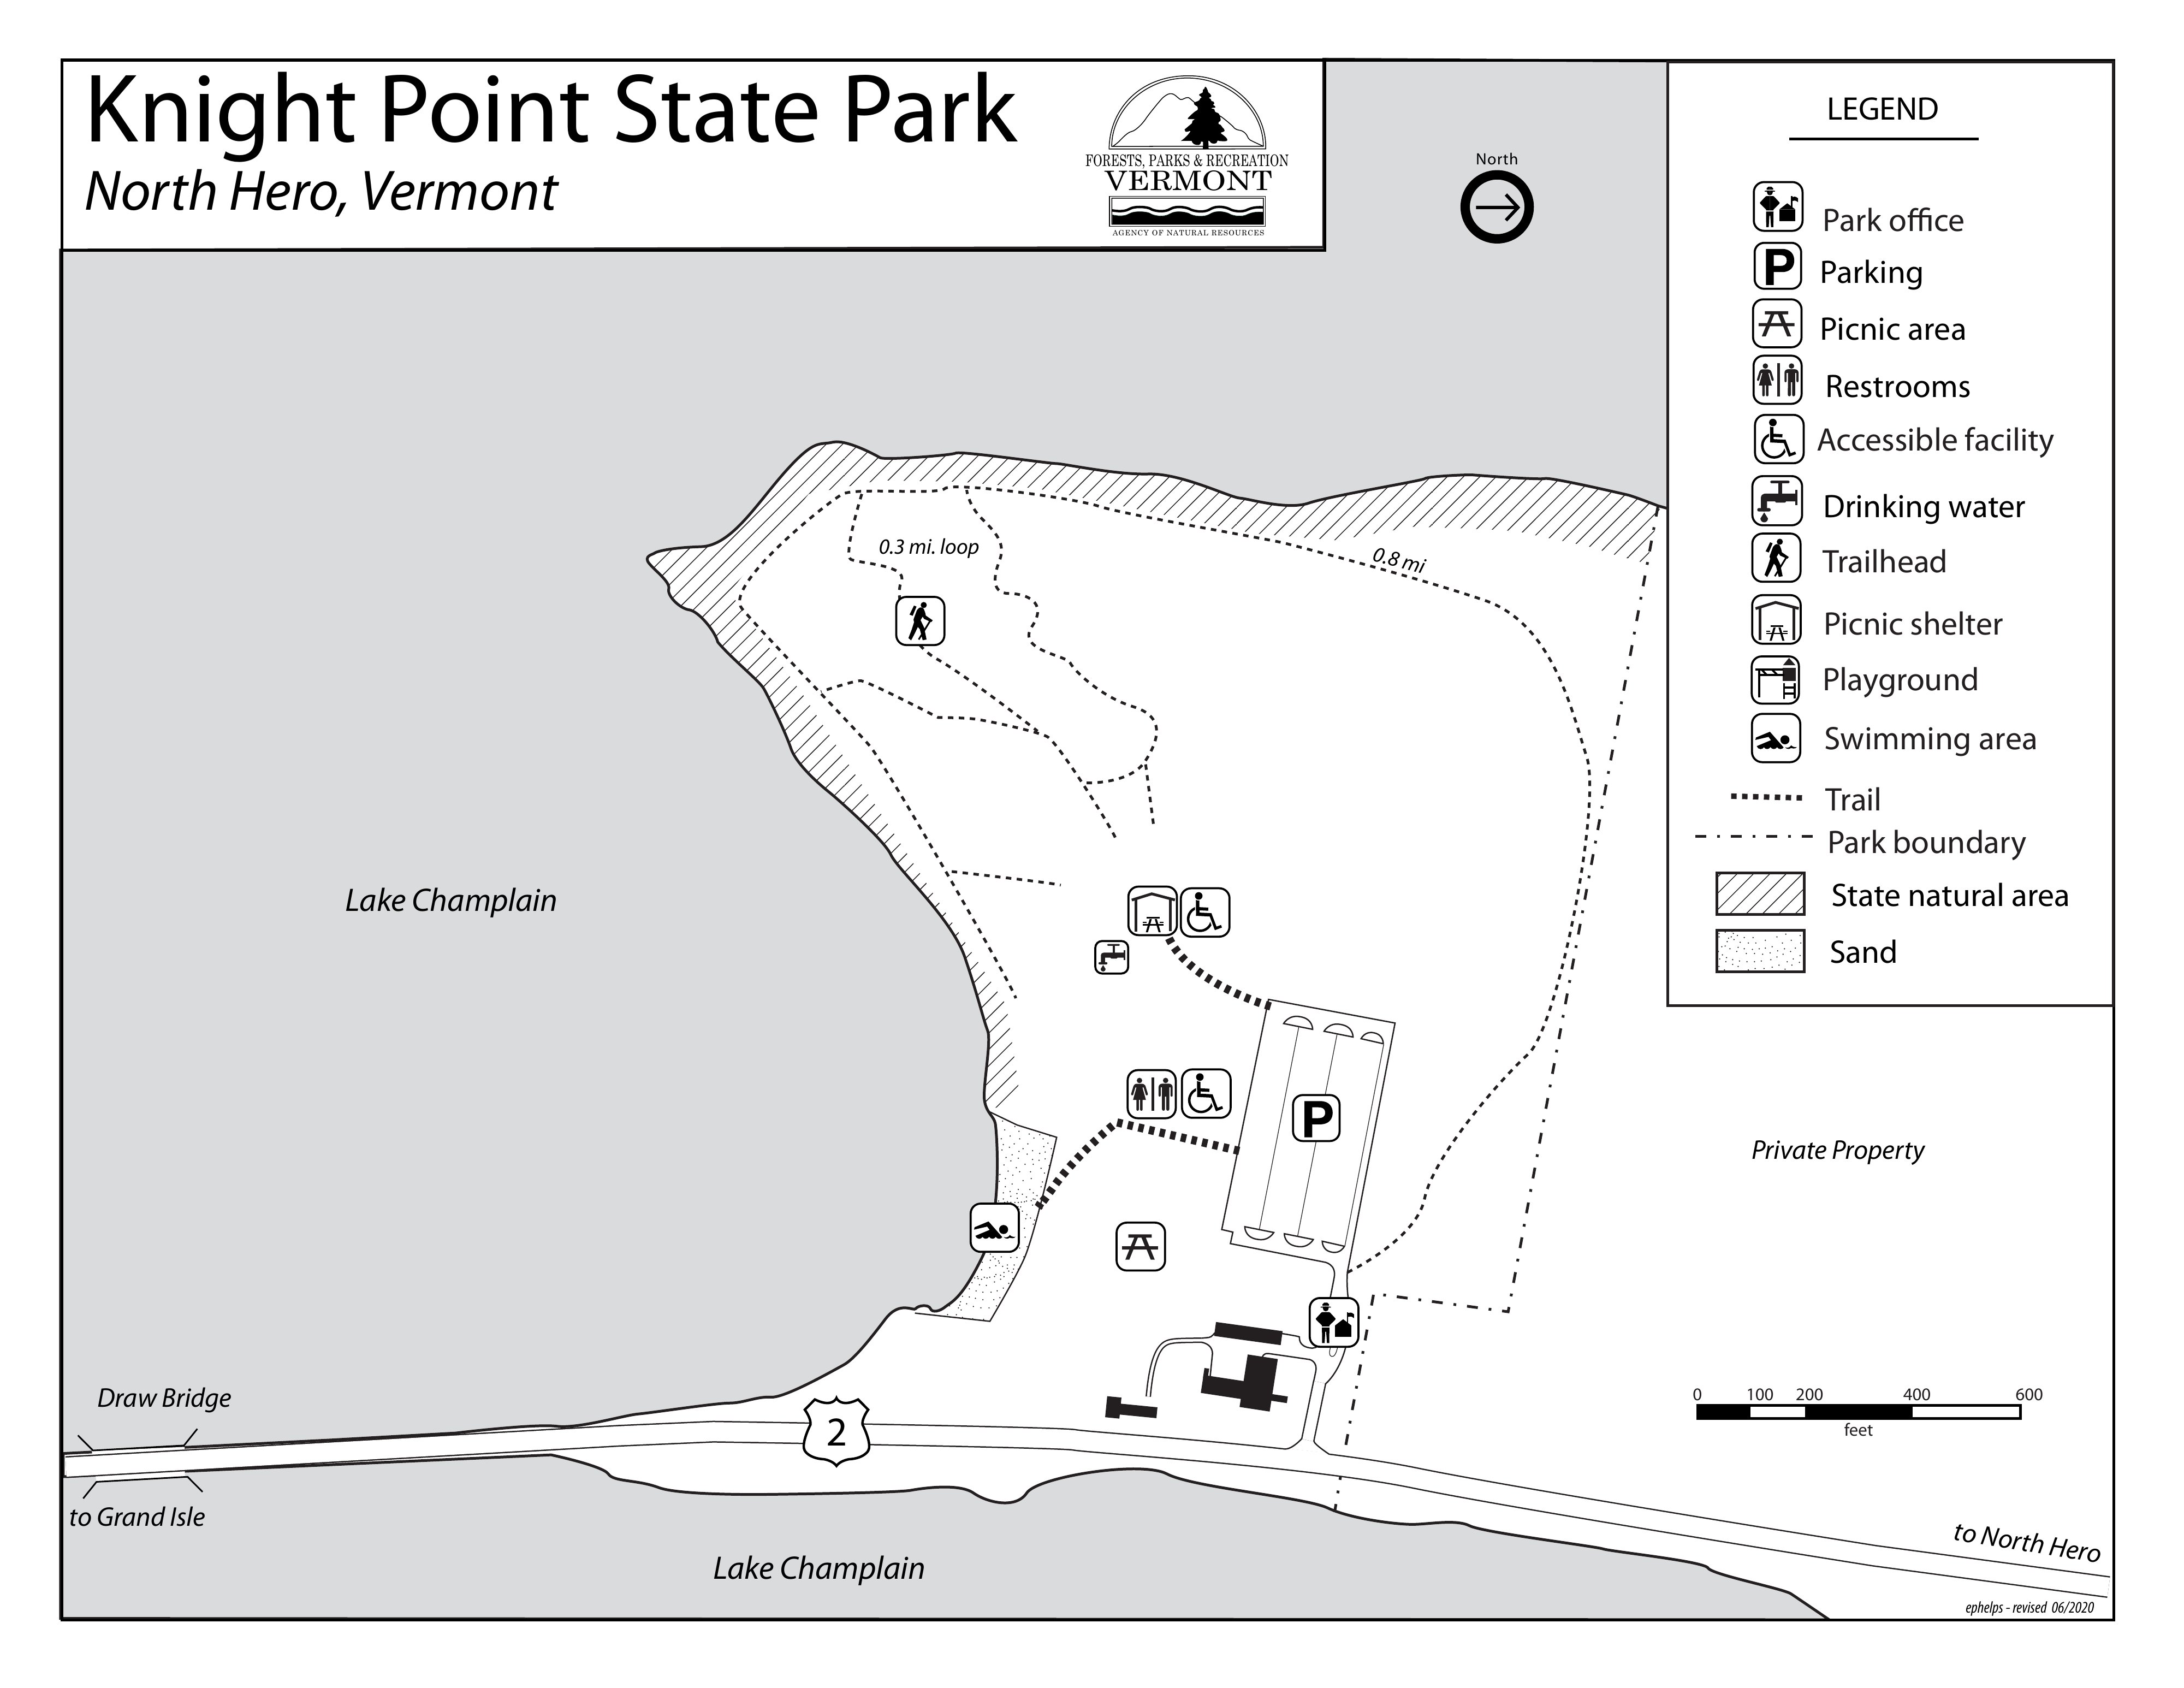 Knight Point State Park
North Hero, Vermont
FORESTS, PARKS & RECREATION
VERMONT
AGENCY OF NATURAL RESOURCES
North
LEGEND
Park office
P Parking
Picnic area
Restrooms
Accessible facility
Drinking water
Trailhead
Picnic shelter
Playground
Swimming area
Trail
Park boundary
State natural area
Sand
0.3 mi. loop
0.8 mi
Lake Champlain
P
Private Property
Draw Bridge
2
to Grand Isle
0 100 200 400 600
feet
Lake Champlain
to North Hero
ephelps - revised 06/2020